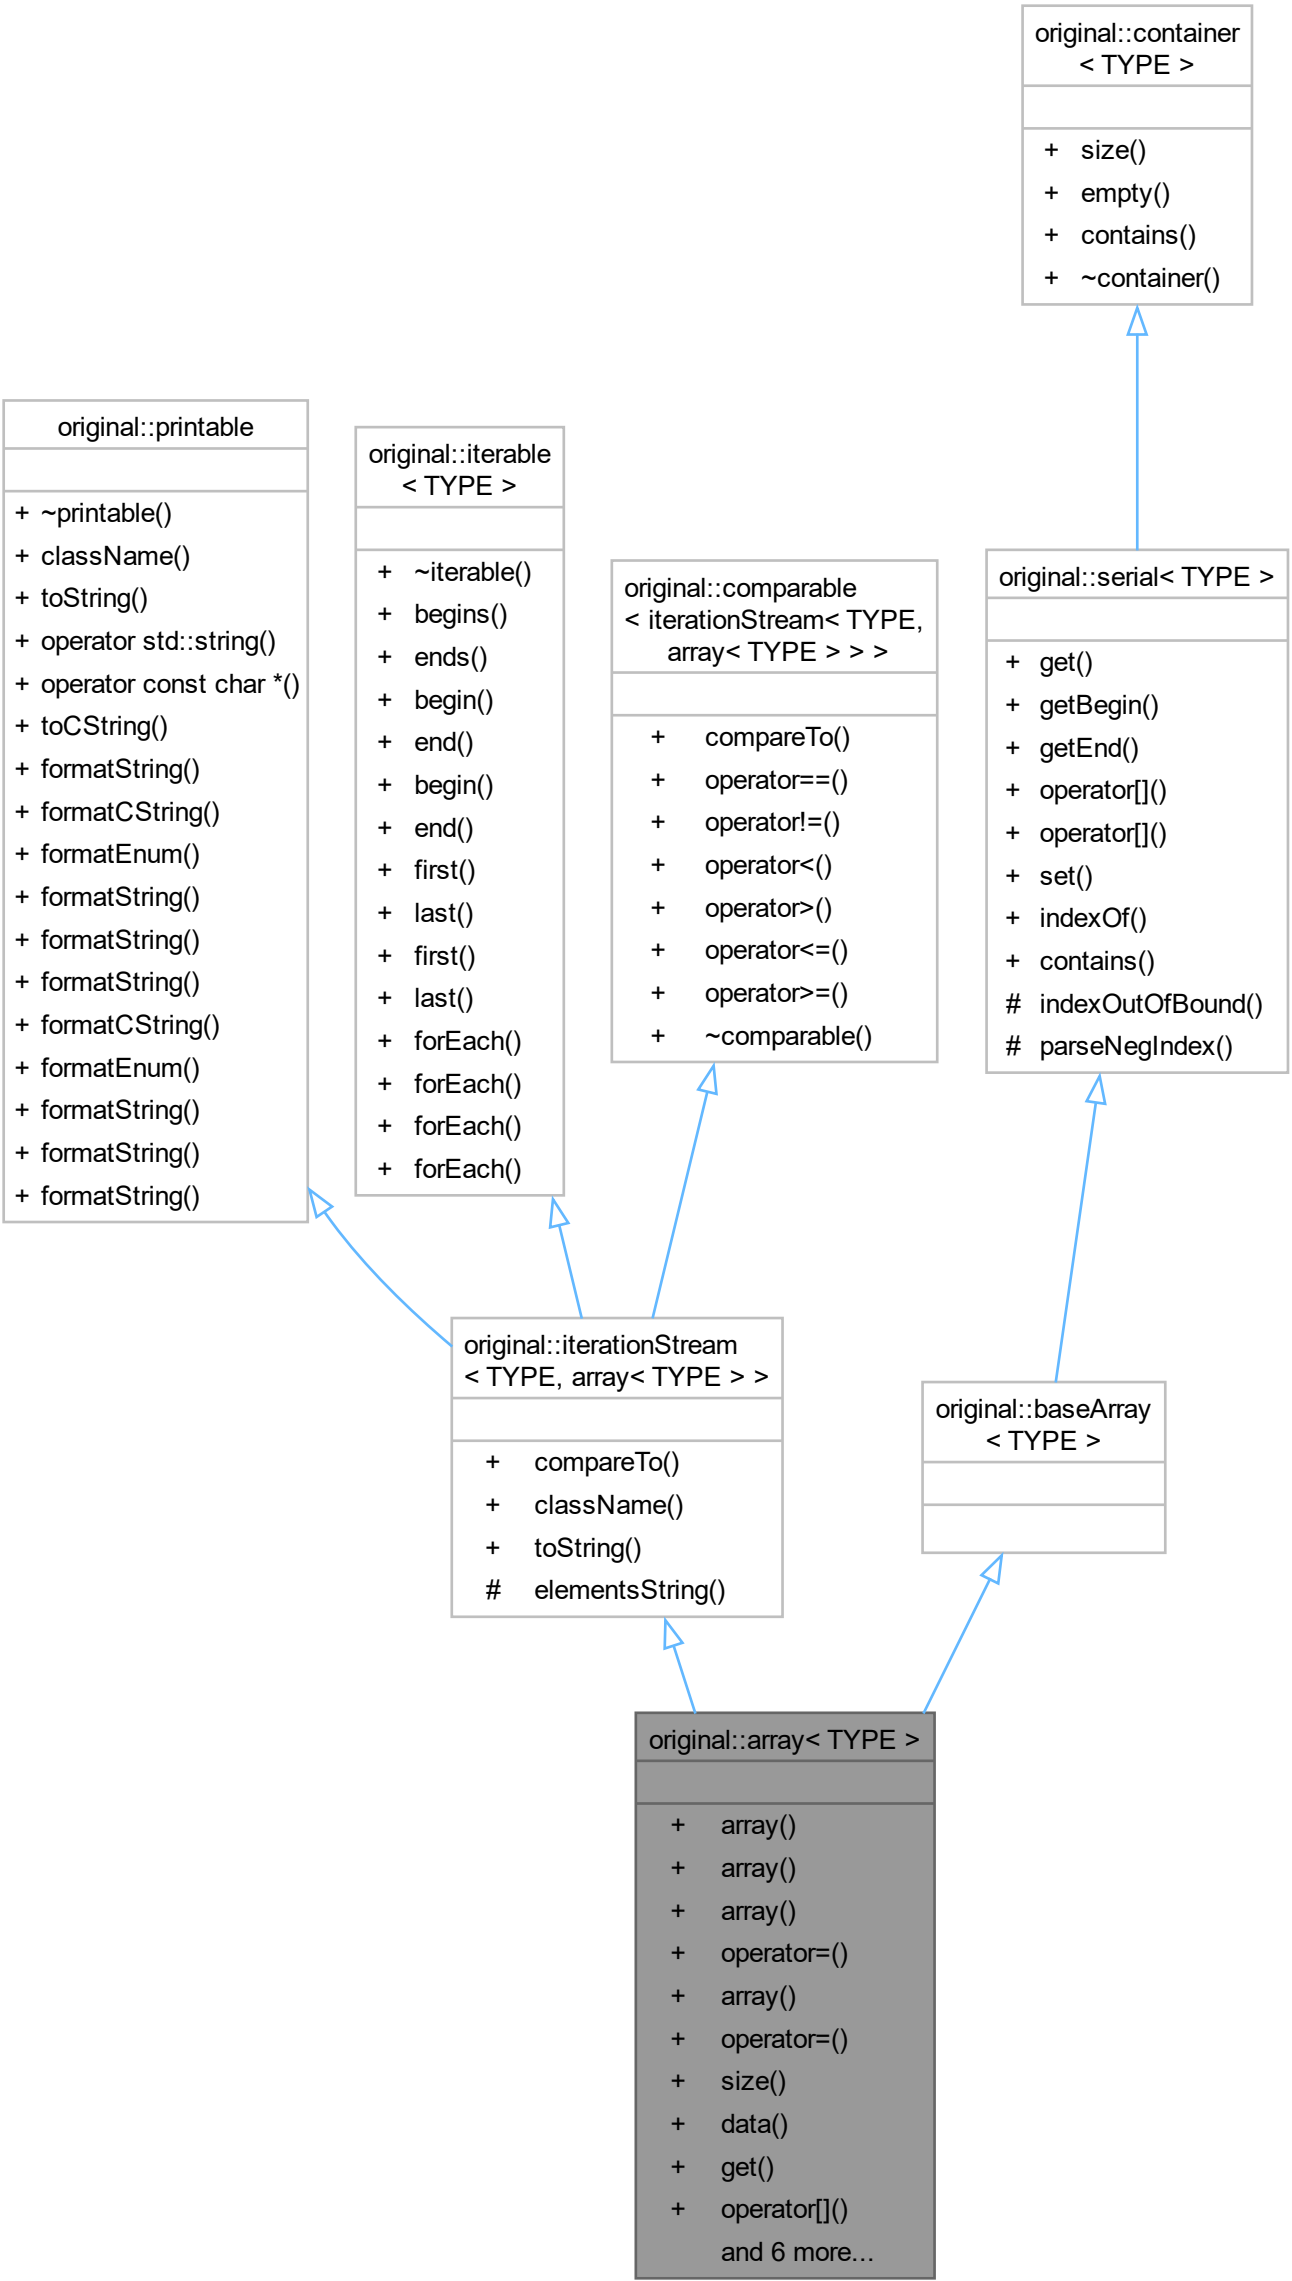 original::container
< TYPE >
+ size()
+ empty()
+ contains()
+ ~container()
original::printable
+ ~printable()
+ className()
+ toString()
+ operator std::string()
+ operator const char *()
+ toCString()
+ formatString()
+ formatCString()
+ formatEnum()
+ formatString()
+ formatString()
+ formatString()
+ formatCString()
+ formatEnum()
+ formatString()
+ formatString()
+ formatString()
original::iterable
< TYPE >
+ ~iterable()
+ begins()
+ ends()
+ begin()
+ end()
+ begin()
+ end()
+ first()
+ last()
+ first()
+ last()
+ forEach()
+ forEach()
+ forEach()
+ forEach()
original::comparable
< iterationStream< TYPE,
array< TYPE > > >
+ compareTo()
+ operator==()
+ operator!=()
+ operator<()
+ operator>()
+ operator<=()
+ operator>=()
+ ~comparable()
original::serial< TYPE >
+ get()
+ getBegin()
+ getEnd()
+ operator[]()
+ operator[]()
+ set()
+ indexOf()
+ contains()
# indexOutOfBound()
# parseNegIndex()
original::iterationStream
< TYPE, array< TYPE > >
+ compareTo()
+ className()
+ toString()
# elementsString()
original::baseArray
< TYPE >
original::array< TYPE >
+ array()
+ array()
+ array()
+ operator=()
+ array()
+ operator=()
+ size()
+ data()
+ get()
+ operator[]()
and 6 more...